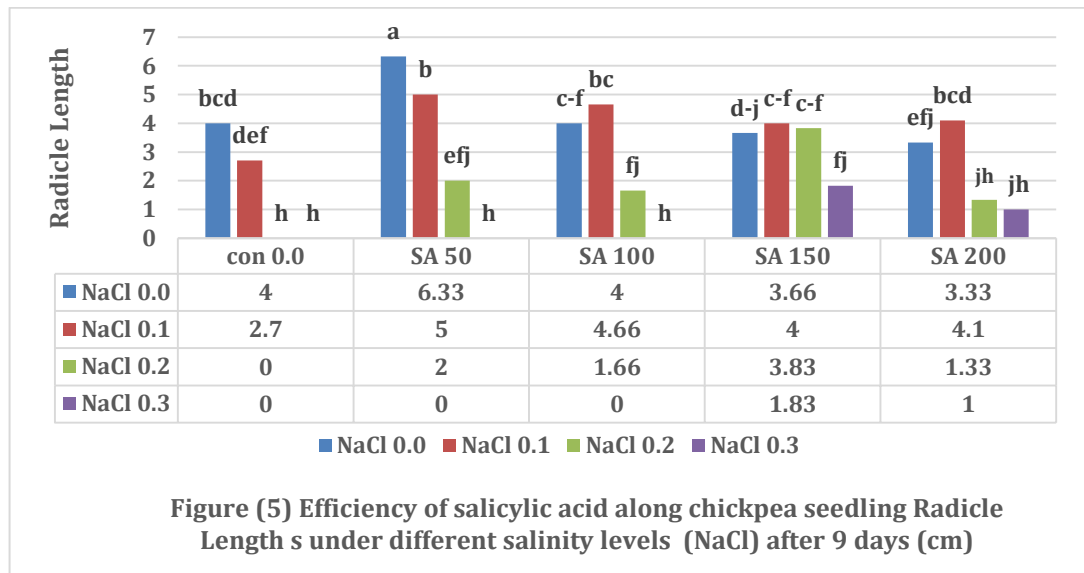 Radicle Length
7
6
5
4
3
2
1
0
bcd def h h
a b efj h
c-f bc fj h
d-j c-f c-f fj
efj bcd jh jh
con 0.0 SA 50 SA 100 SA 150 SA 200
NaCl 0.0 4 6.33 4 3.66 3.33
NaCl 0.1 2.7 5 4.66 4 4.1
NaCl 0.2 0 2 1.66 3.83 1.33
NaCl 0.3 0 0 0 1.83 1
NaCl 0.0 NaCl 0.1 NaCl 0.2 NaCl 0.3
Figure (5) Efficiency of salicylic acid along chickpea seedling Radicle
Length s under different salinity levels (NaCl) after 9 days (cm)